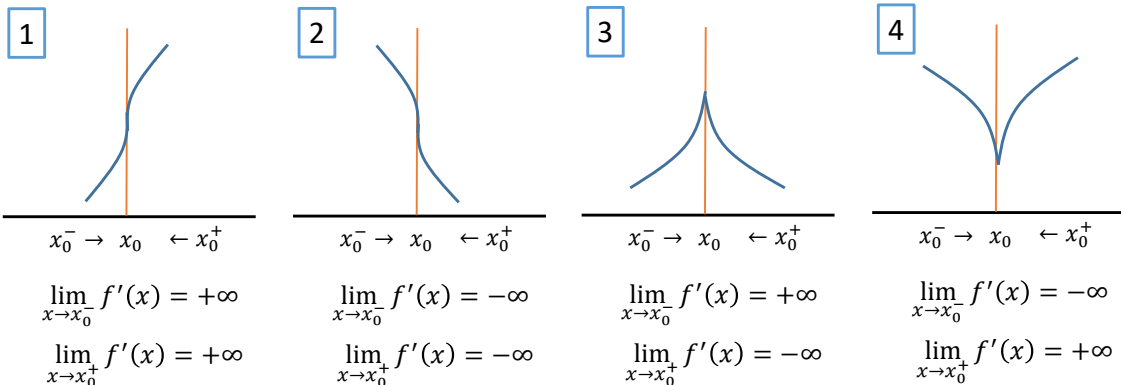 1 2 3 4
x₀⁻ → x₀ ← x₀⁺ x₀⁻ → x₀ ← x₀⁺ x₀⁻ → x₀ ← x₀⁺ x₀⁻ → x₀ ← x₀⁺
lim x→x₀⁻ f′(x) = +∞ lim x→x₀⁻ f′(x) = −∞ lim x→x₀⁻ f′(x) = +∞ lim x→x₀⁻ f′(x) = −∞
lim x→x₀⁺ f′(x) = +∞ lim x→x₀⁺ f′(x) = −∞ lim x→x₀⁺ f′(x) = −∞ lim x→x₀⁺ f′(x) = +∞